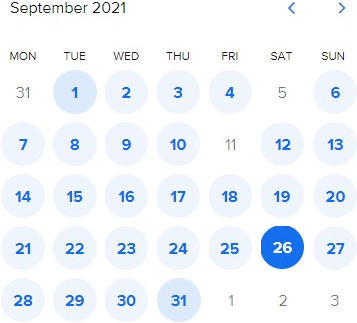 September 2021
MON TUE WED THU FRI SAT SUN
31 1 2 3 4 5 6
7 8 9 10 11 12 13
14 15 16 17 18 19 20
21 22 23 24 25 26 27
28 29 30 31 1 2 3